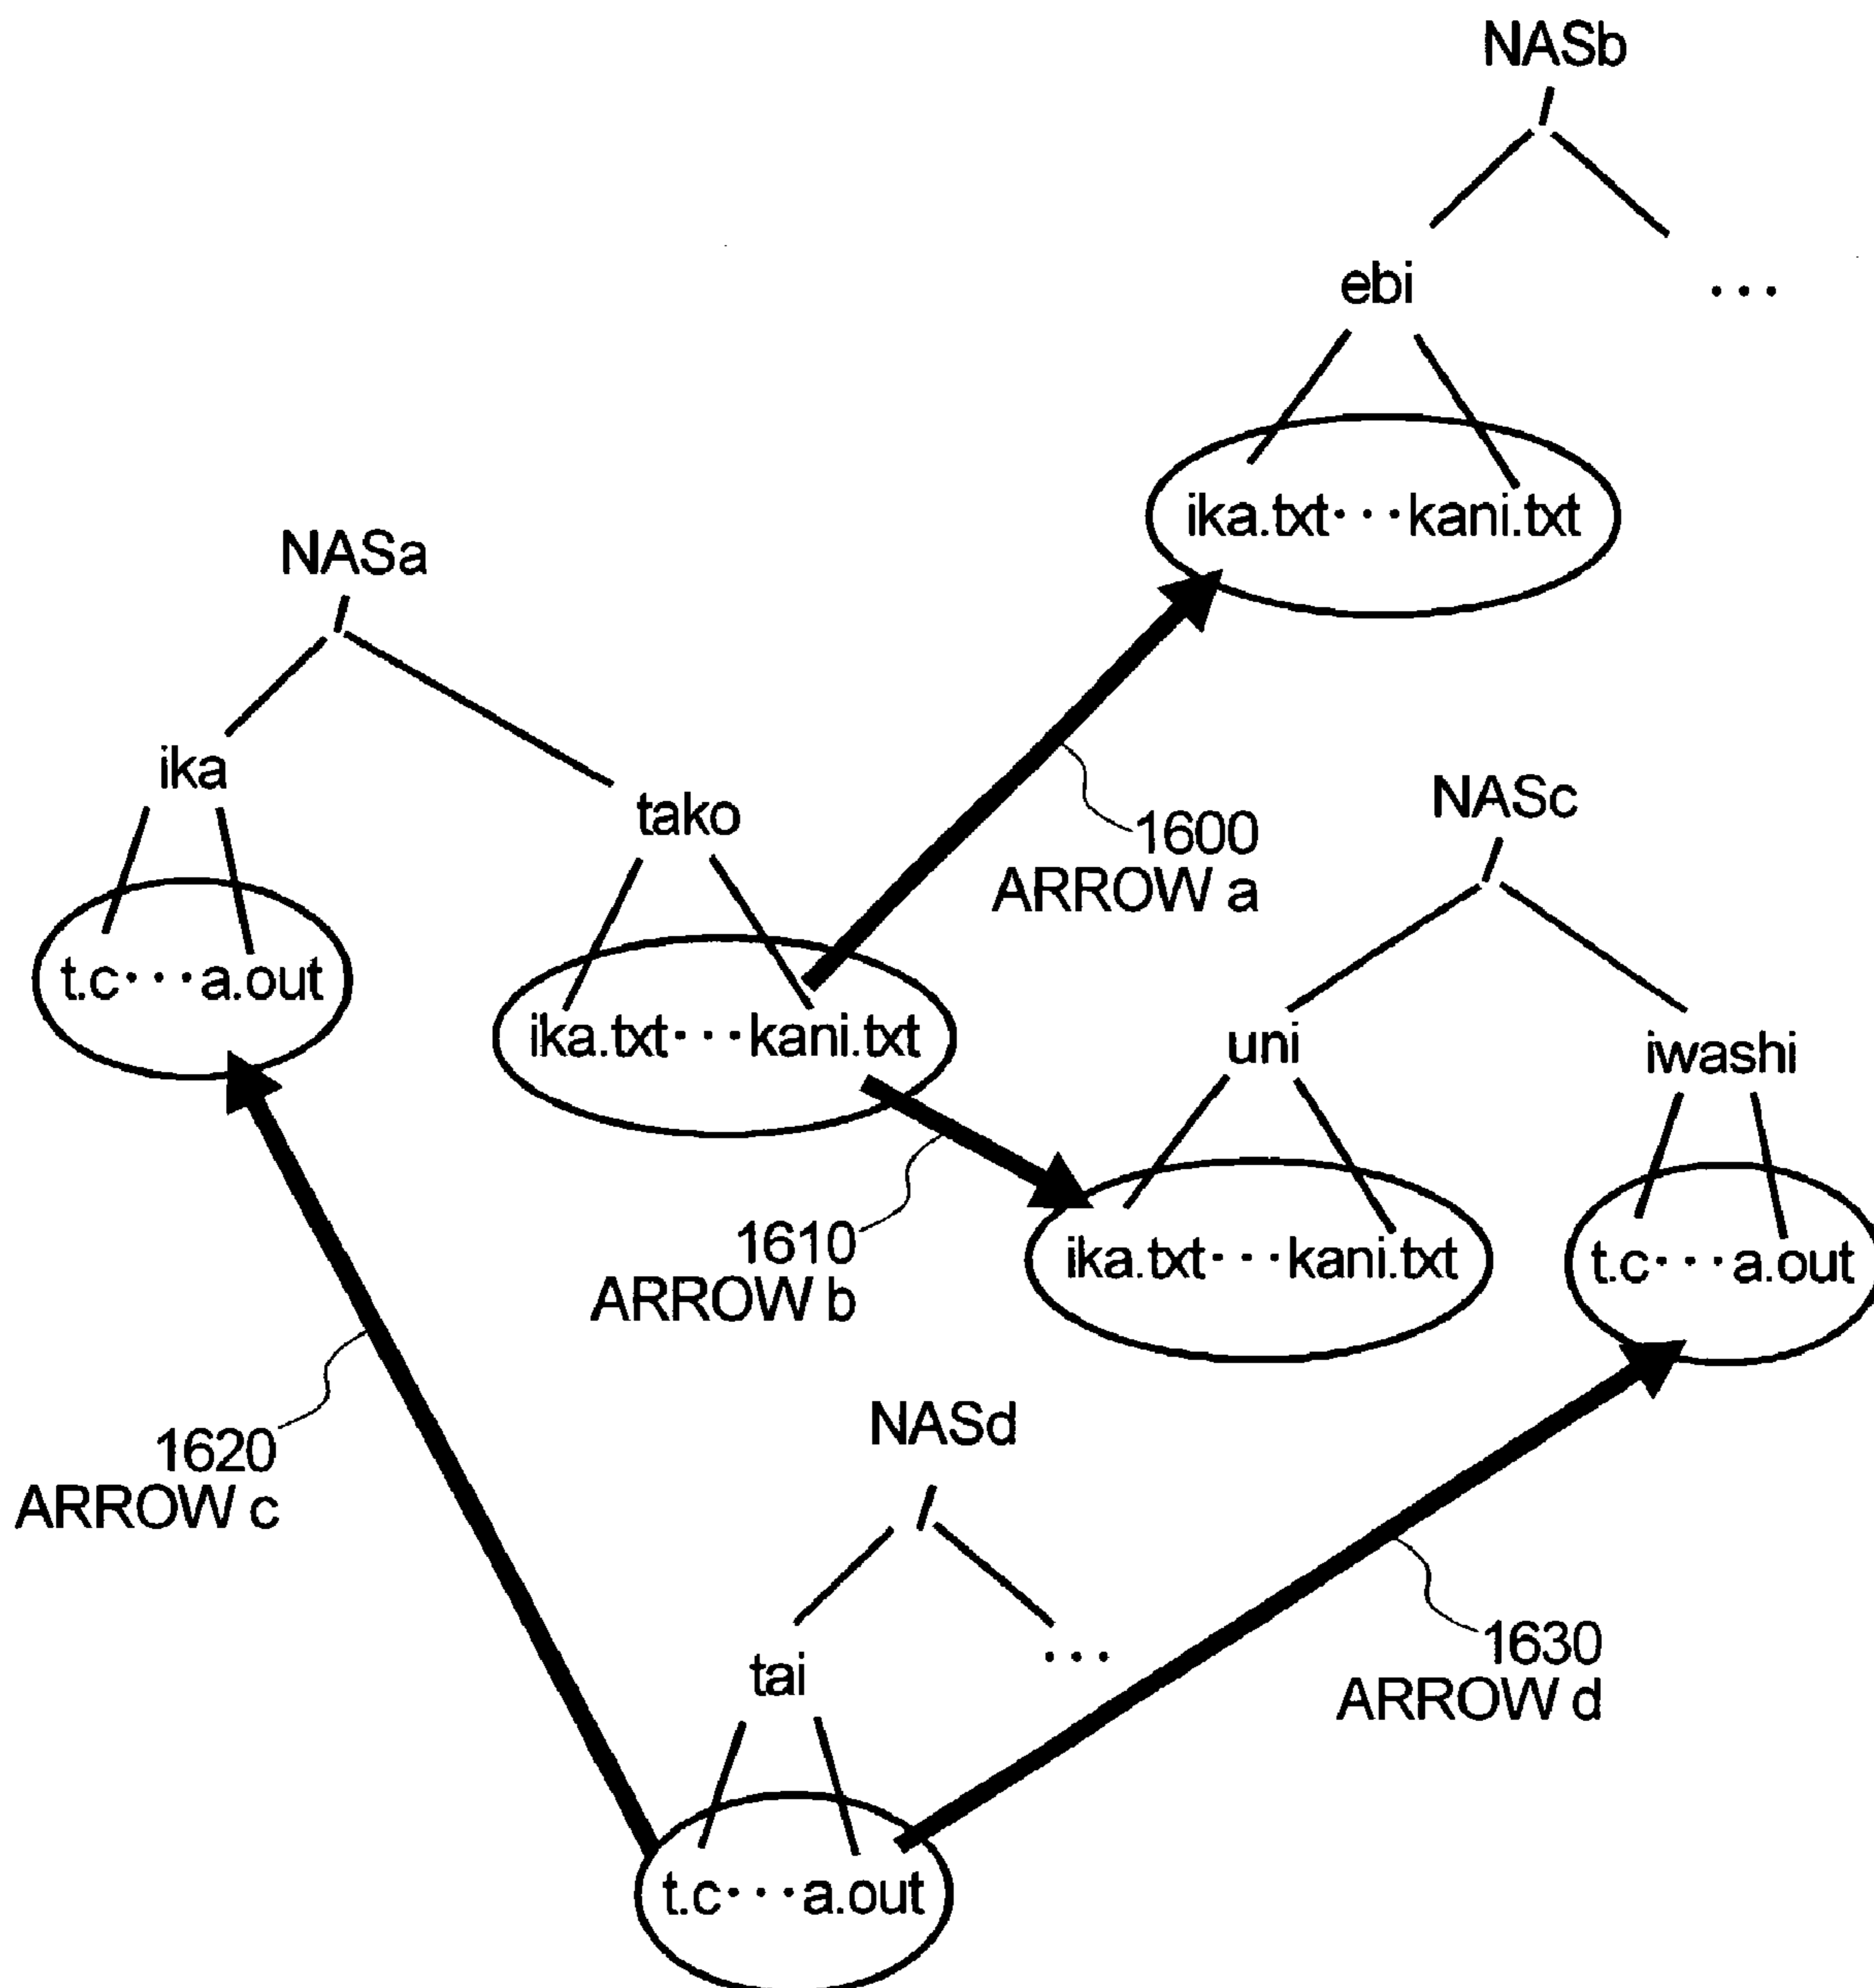 NASb
/
ebi
...
ika.txt···kani.txt
NASa
/
ika
tako
t.c···a.out
ika.txt···kani.txt
1600
ARROW a
NASc
/
uni
iwashi
ika.txt···kani.txt
t.c···a.out
1610
ARROW b
1620
ARROW c
NASd
/
tai
...
t.c···a.out
1630
ARROW d